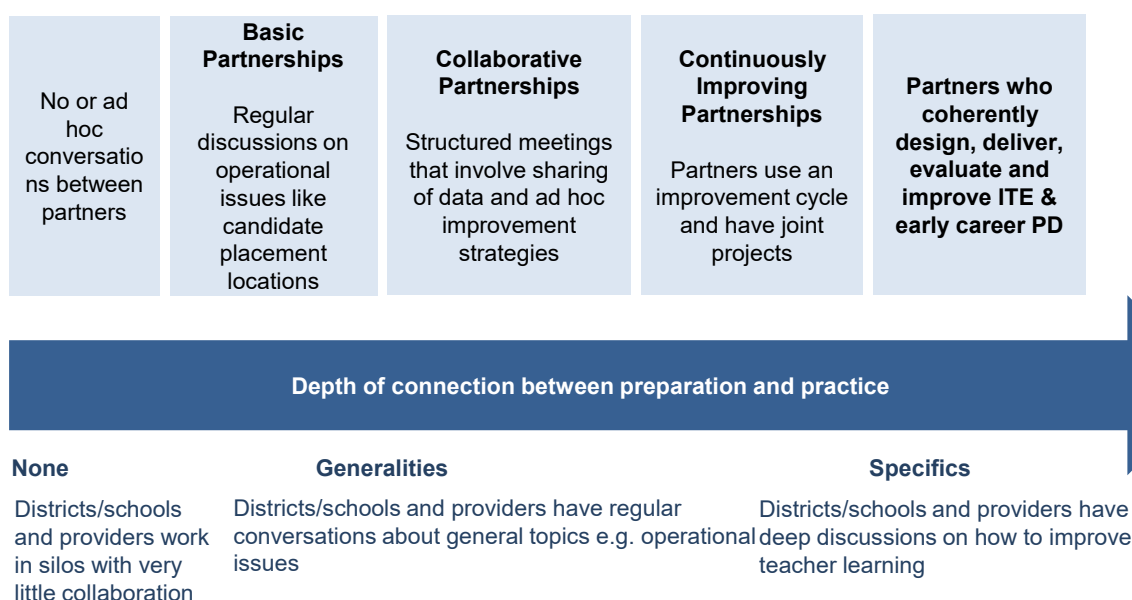 No or ad
hoc
conversatio
ns between
partners
Basic
Partnerships
Regular
discussions on
operational
issues like
candidate
placement
locations
Collaborative
Partnerships
Structured meetings
that involve sharing
of data and ad hoc
improvement
strategies
Continuously
Improving
Partnerships
Partners use an
improvement cycle
and have joint
projects
Partners who
coherently
design, deliver,
evaluate and
improve ITE &
early career PD
Depth of connection between preparation and practice
None
Districts/schools
and providers work
in silos with very
little collaboration
Generalities
Districts/schools and providers have regular
conversations about general topics e.g. operational
issues
Specifics
Districts/schools and providers have
deep discussions on how to improve
teacher learning